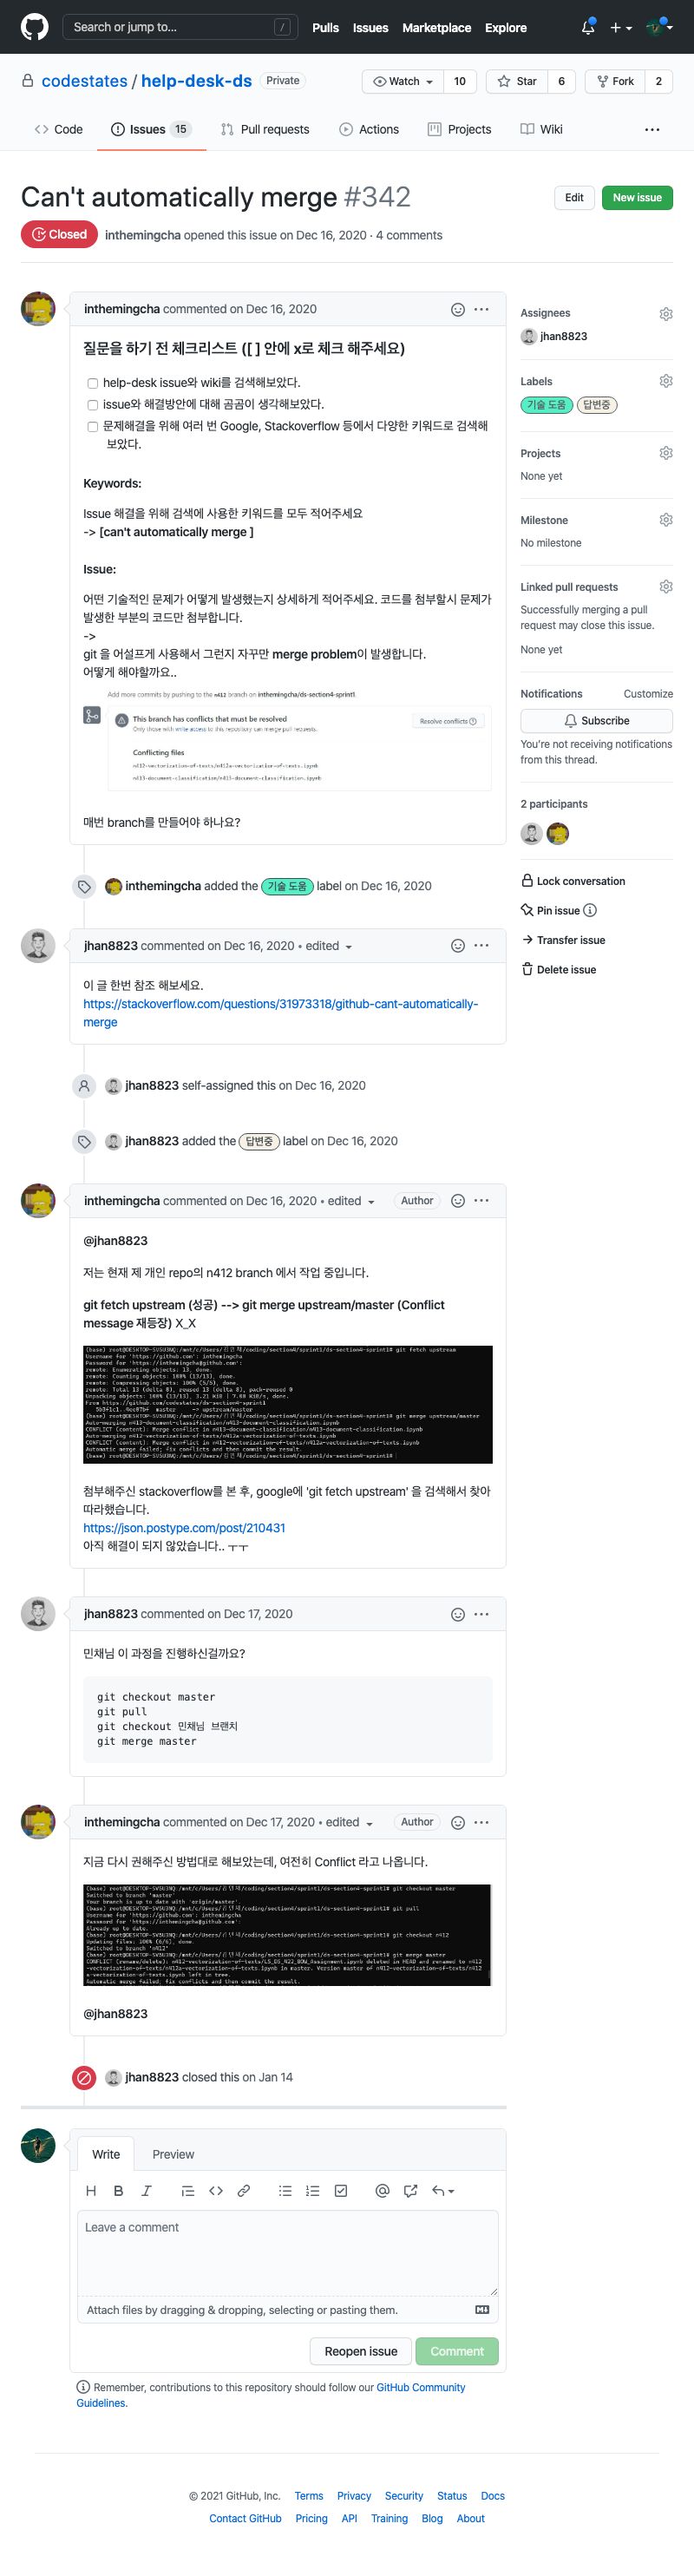 Search or jump to... /
Pulls Issues Marketplace Explore
codestates / help-desk-ds Private
Watch 10 Star 6 Fork 2
Code Issues 15 Pull requests Actions Projects Wiki
Can't automatically merge #342
Edit New issue
Closed inthemingcha opened this issue on Dec 16, 2020 · 4 comments
inthemingcha commented on Dec 16, 2020
질문을 하기 전 체크리스트 ([ ] 안에 x로 체크 해주세요)
help-desk issue와 wiki를 검색해보았다.
issue와 해결방안에 대해 곰곰이 생각해보았다.
문제해결을 위해 여러 번 Google, Stackoverflow 등에서 다양한 키워드로 검색해
보았다.
Keywords:
Issue 해결을 위해 검색에 사용한 키워드를 모두 적어주세요
-> [can't automatically merge ]
Issue:
어떤 기술적인 문제가 어떻게 발생했는지 상세하게 적어주세요. 코드를 첨부할시 문제가
발생한 부분의 코드만 첨부합니다.
->
git 을 어설프게 사용해서 그런지 자꾸만 merge problem이 발생합니다.
어떻게 해야할까요..
Add more commits by pushing to the n412 branch on inthemingcha/ds-section4-sprint1.
This branch has conflicts that must be resolved
Resolve conflicts
Only those with write access to this repository can merge pull requests.
Conflicting files
n412-vectorization-of-texts/n412a-vectorization-of-texts.ipynb
n413-document-classification/n413-document-classification.ipynb
매번 branch를 만들어야 하나요?
inthemingcha added the 기술 도움 label on Dec 16, 2020
jhan8823 commented on Dec 16, 2020 • edited
이 글 한번 참조 해보세요.
https://stackoverflow.com/questions/31973318/github-cant-automatically-
merge
jhan8823 self-assigned this on Dec 16, 2020
jhan8823 added the 답변중 label on Dec 16, 2020
inthemingcha commented on Dec 16, 2020 • edited Author
@jhan8823
저는 현재 제 개인 repo의 n412 branch 에서 작업 중입니다.
git fetch upstream (성공) --> git merge upstream/master (Conflict
message 재등장) X_X
첨부해주신 stackoverflow를 본 후, google에 'git fetch upstream' 을 검색해서 찾아
따라했습니다.
https://json.postype.com/post/210431
아직 해결이 되지 않았습니다.. ㅜㅜ
jhan8823 commented on Dec 17, 2020
민채님 이 과정을 진행하신걸까요?
git checkout master
git pull
git checkout 민채님 브랜치
git merge master
inthemingcha commented on Dec 17, 2020 • edited Author
지금 다시 권해주신 방법대로 해보았는데, 여전히 Conflict 라고 나옵니다.
@jhan8823
jhan8823 closed this on Jan 14
Write Preview
Leave a comment
Attach files by dragging & dropping, selecting or pasting them.
Reopen issue Comment
Remember, contributions to this repository should follow our GitHub Community
Guidelines.
Assignees
jhan8823
Labels
기술 도움 답변중
Projects
None yet
Milestone
No milestone
Linked pull requests
Successfully merging a pull
request may close this issue.
None yet
Notifications Customize
Subscribe
You're not receiving notifications
from this thread.
2 participants
Lock conversation
Pin issue
Transfer issue
Delete issue
© 2021 GitHub, Inc. Terms Privacy Security Status Docs
Contact GitHub Pricing API Training Blog About